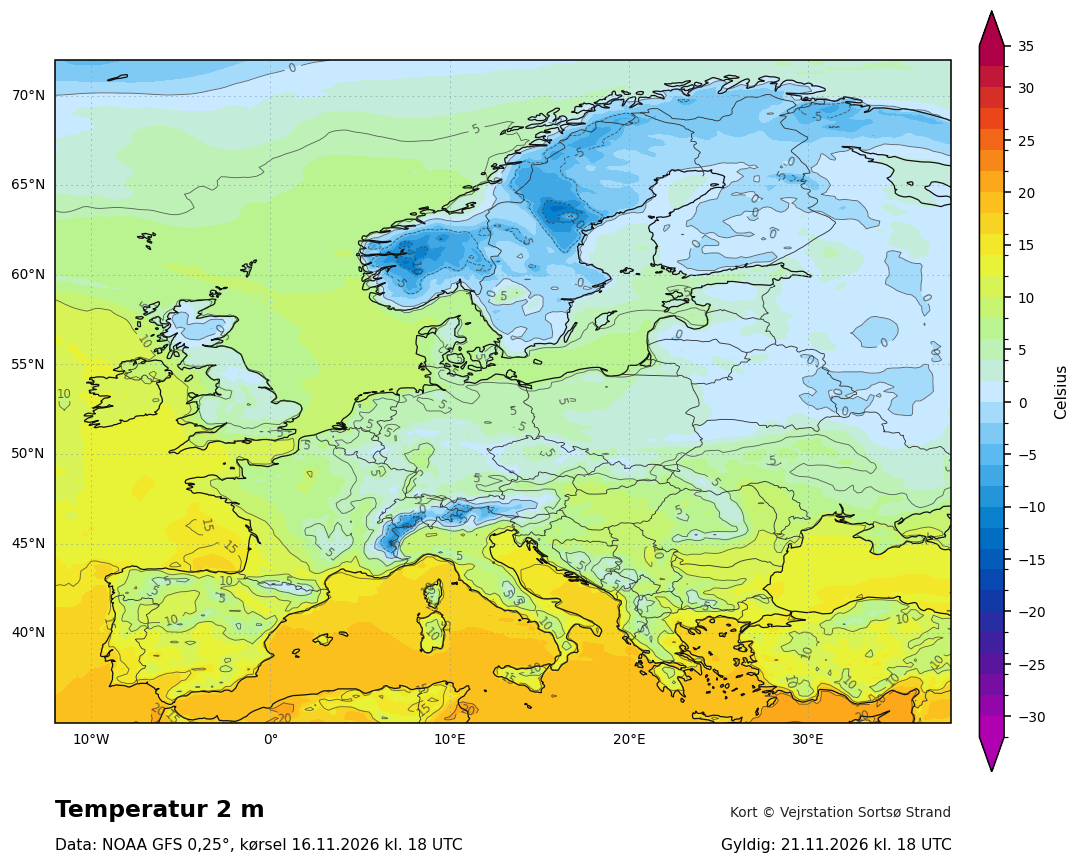 35
30
25
20
15
10
5
0
−5
−10
−15
−20
−25
−30
Celsius
70°N
65°N
60°N
55°N
50°N
45°N
40°N
10°W
0°
10°E
20°E
30°E
Temperatur 2 m
Kort © Vejrstation Sortsø Strand
Data: NOAA GFS 0,25°, kørsel 16.11.2026 kl. 18 UTC
Gyldig: 21.11.2026 kl. 18 UTC